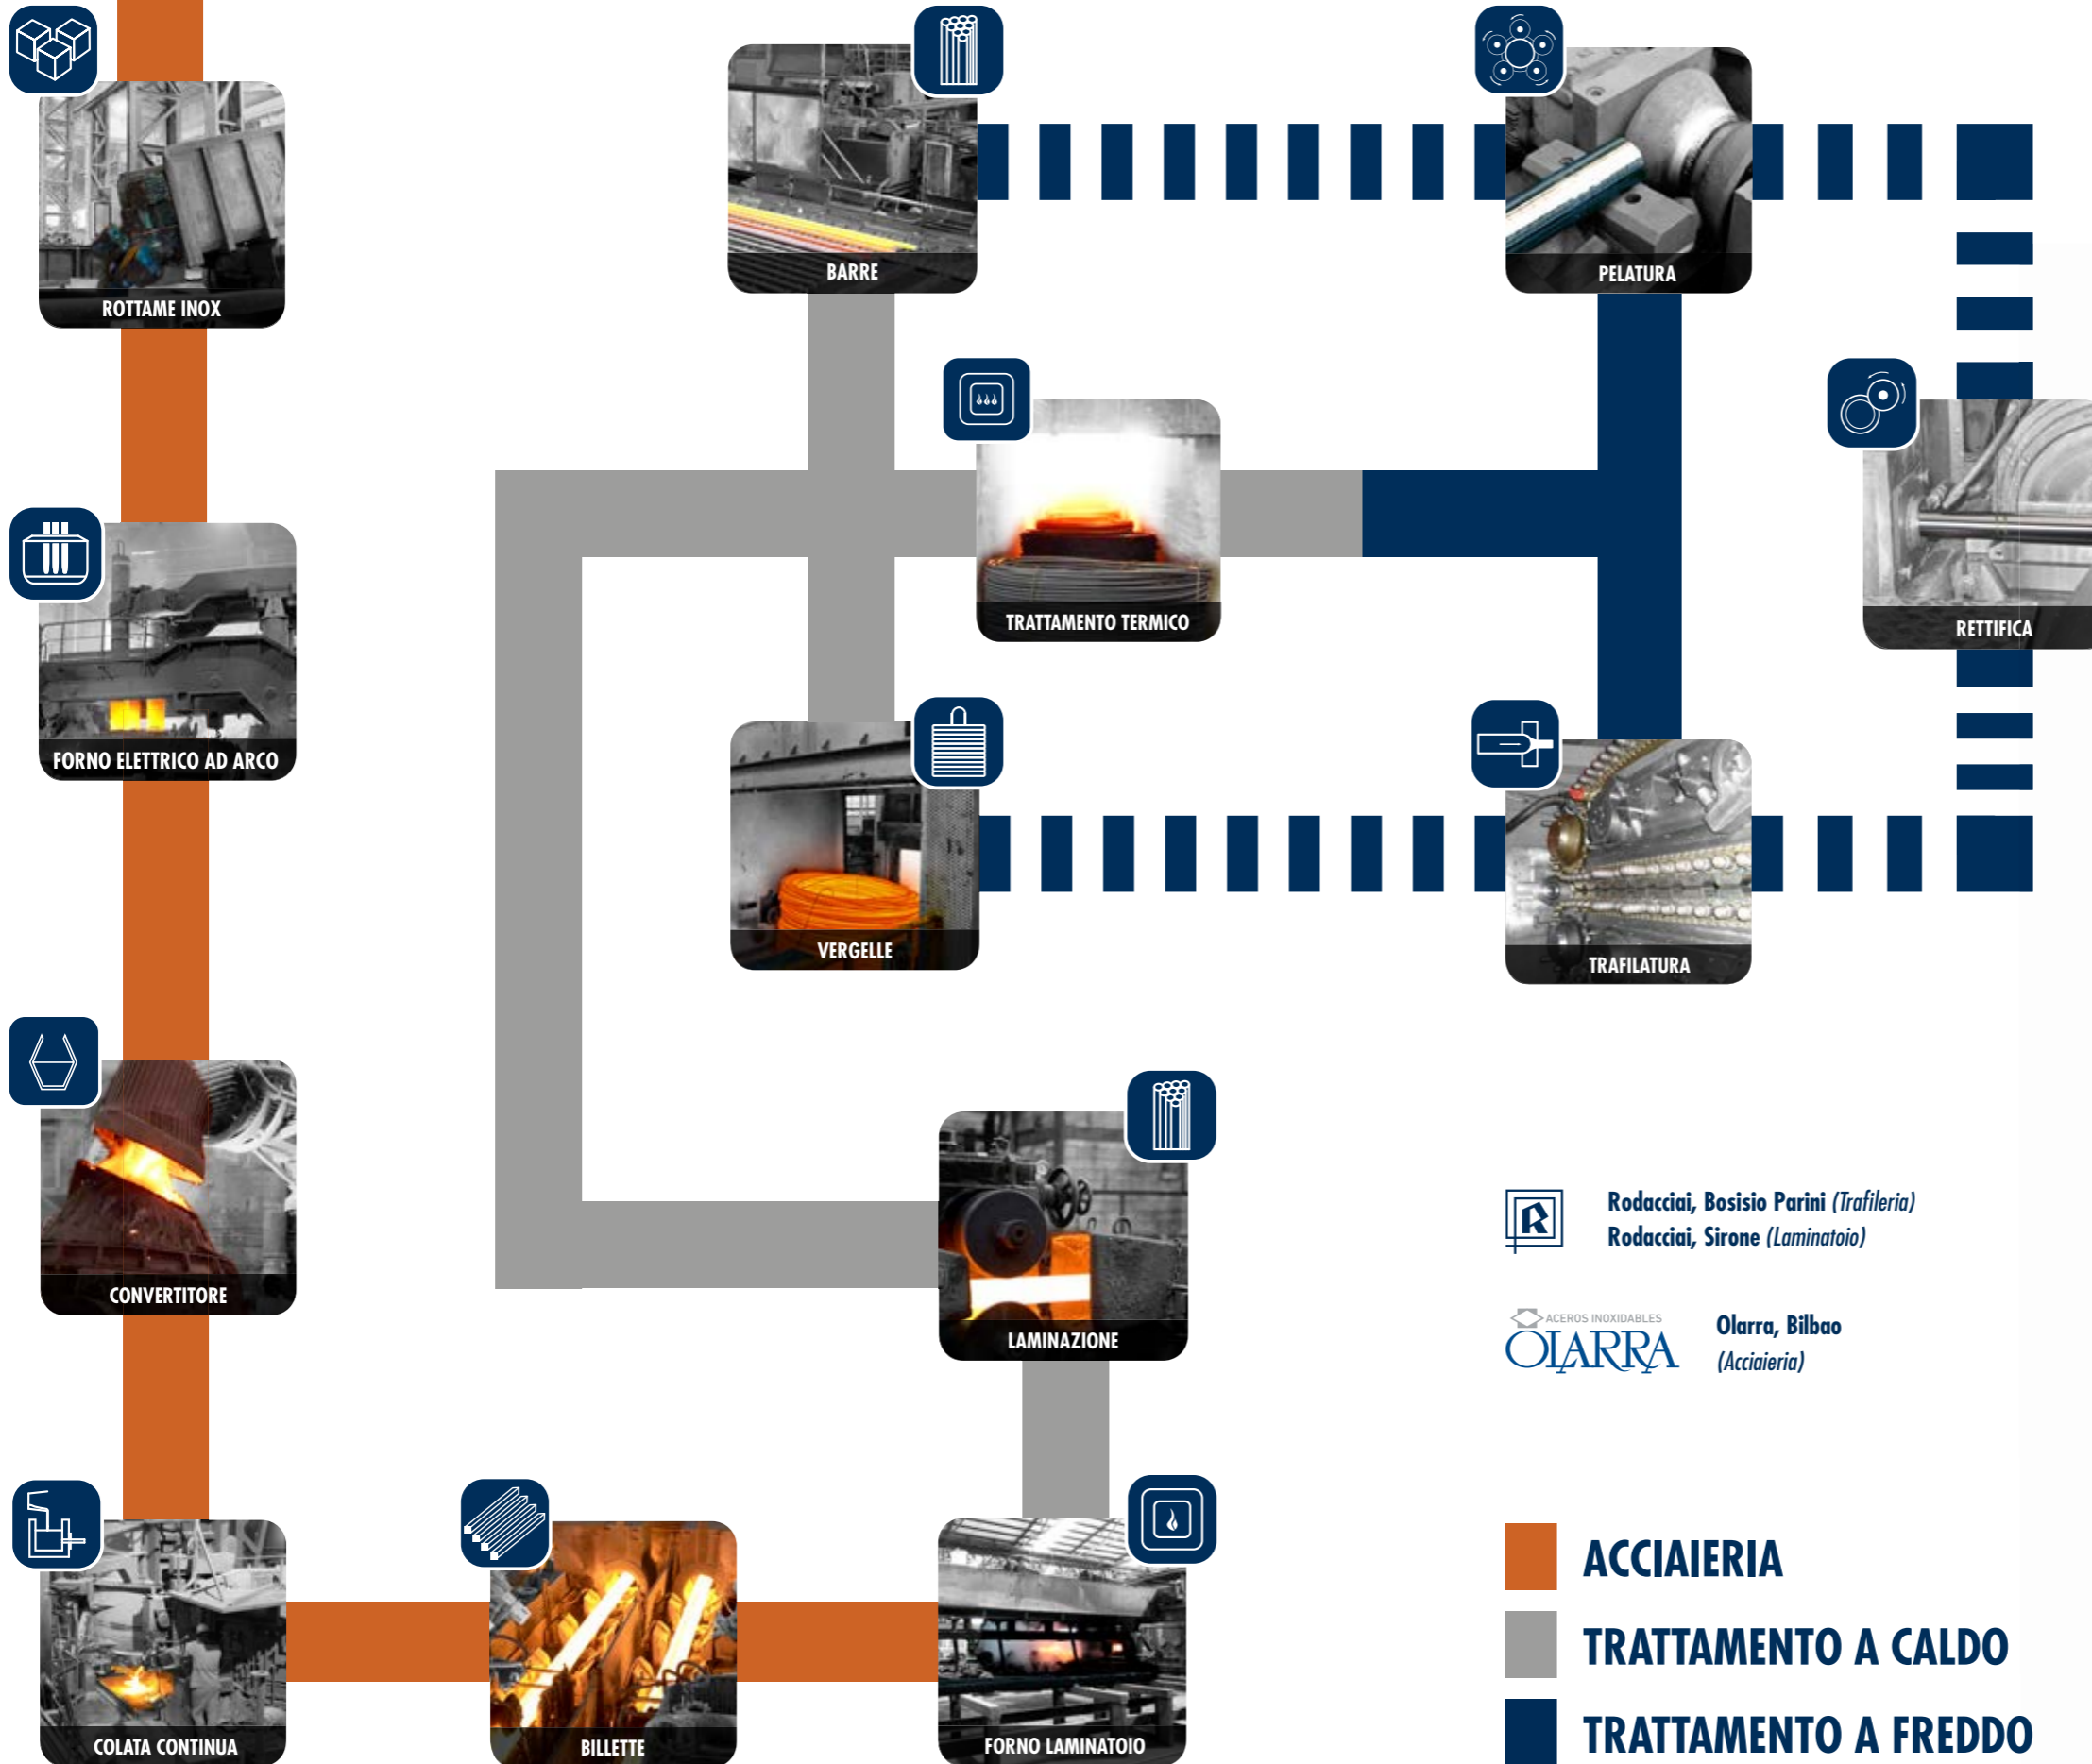 BARRE
PELATURA
ROTTAME INOX
TRATTAMENTO TERMICO
RETTIFICA
FORNO ELETTRICO AD ARCO
VERGELLE
TRAFILATURA
CONVERTITORE
LAMINAZIONE
R
Rodacciai, Bosisio Parini (Trafileria)
Rodacciai, Sirone (Laminatoio)
ACEROS INOXIDABLES
OLARRA
Olarra, Bilbao
(Acciaieria)
COLATA CONTINUA
BILLETTE
FORNO LAMINATOIO
ACCIAIERIA
TRATTAMENTO A CALDO
TRATTAMENTO A FREDDO